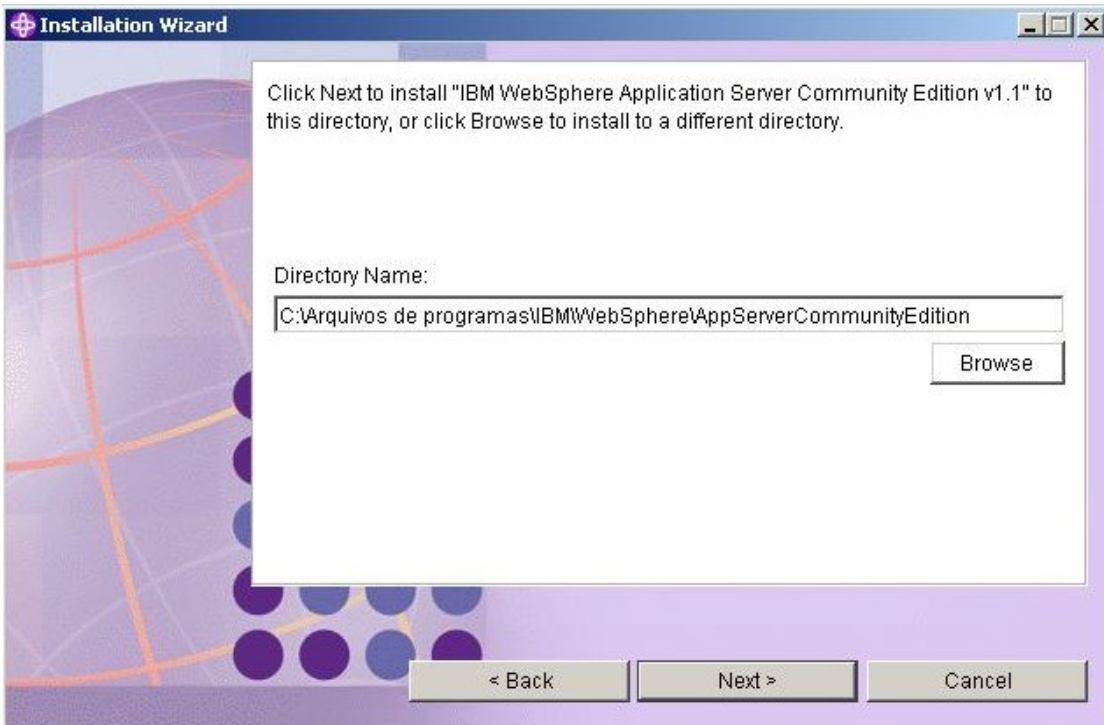 Installation Wizard
Click Next to install "IBM WebSphere Application Server Community Edition v1.1" to
this directory, or click Browse to install to a different directory.
Directory Name:
C:\Arquivos de programas\IBM\WebSphere\AppServerCommunityEdition
Browse
< Back
Next >
Cancel